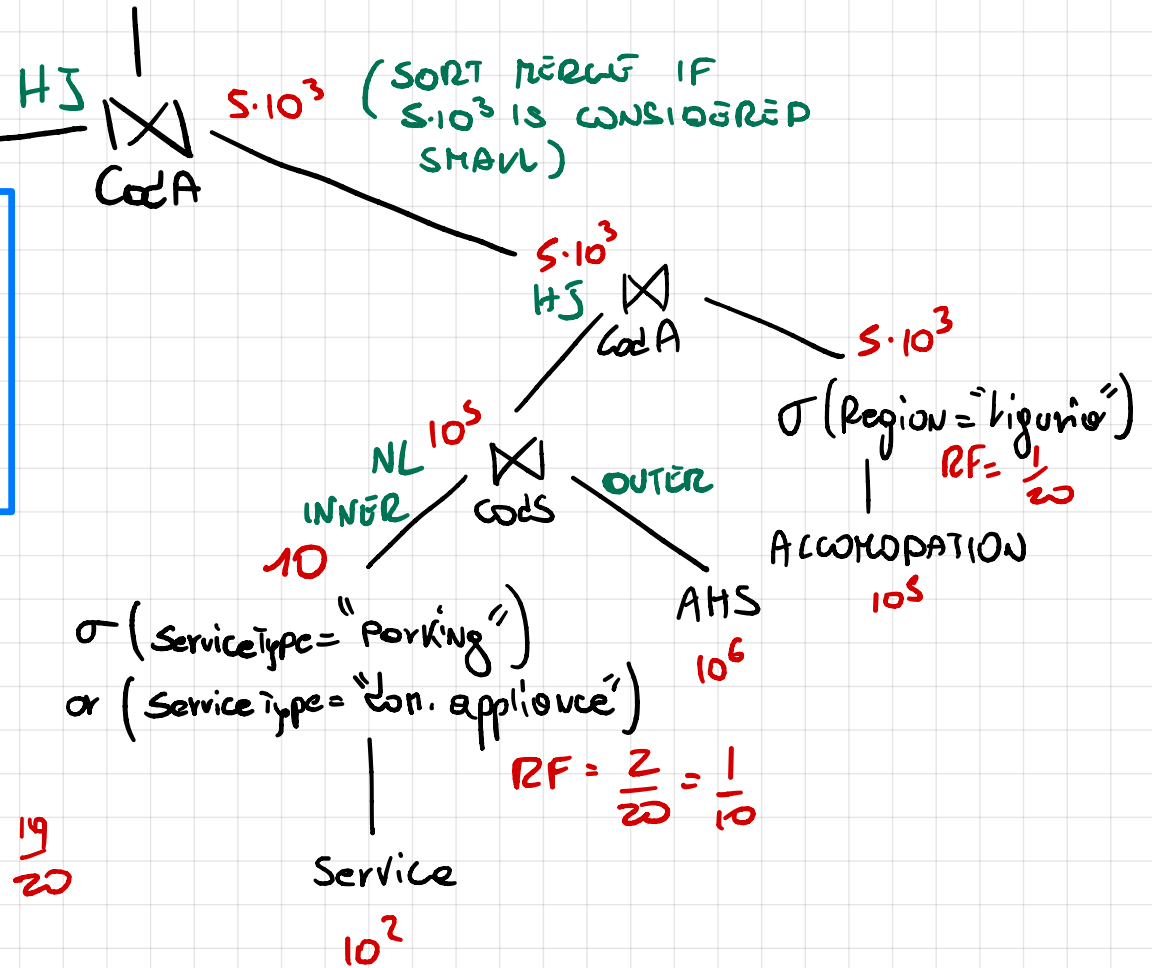 HJ
5·10³
(SORT MERGE IF
5·10³ IS CONSIDERED
SMALL)
CodA
5·10³
HJ
CodA
5·10³
σ(Region="Liguria")
RF= 1/20
ACCOMODATION
10⁵
10⁵
NL
INNER
CodS
OUTER
10
AHS
10⁶
σ(ServiceType="Parking")
or (ServiceType="don. appliance")
RF = 2/20 = 1/10
Service
10²
19/20